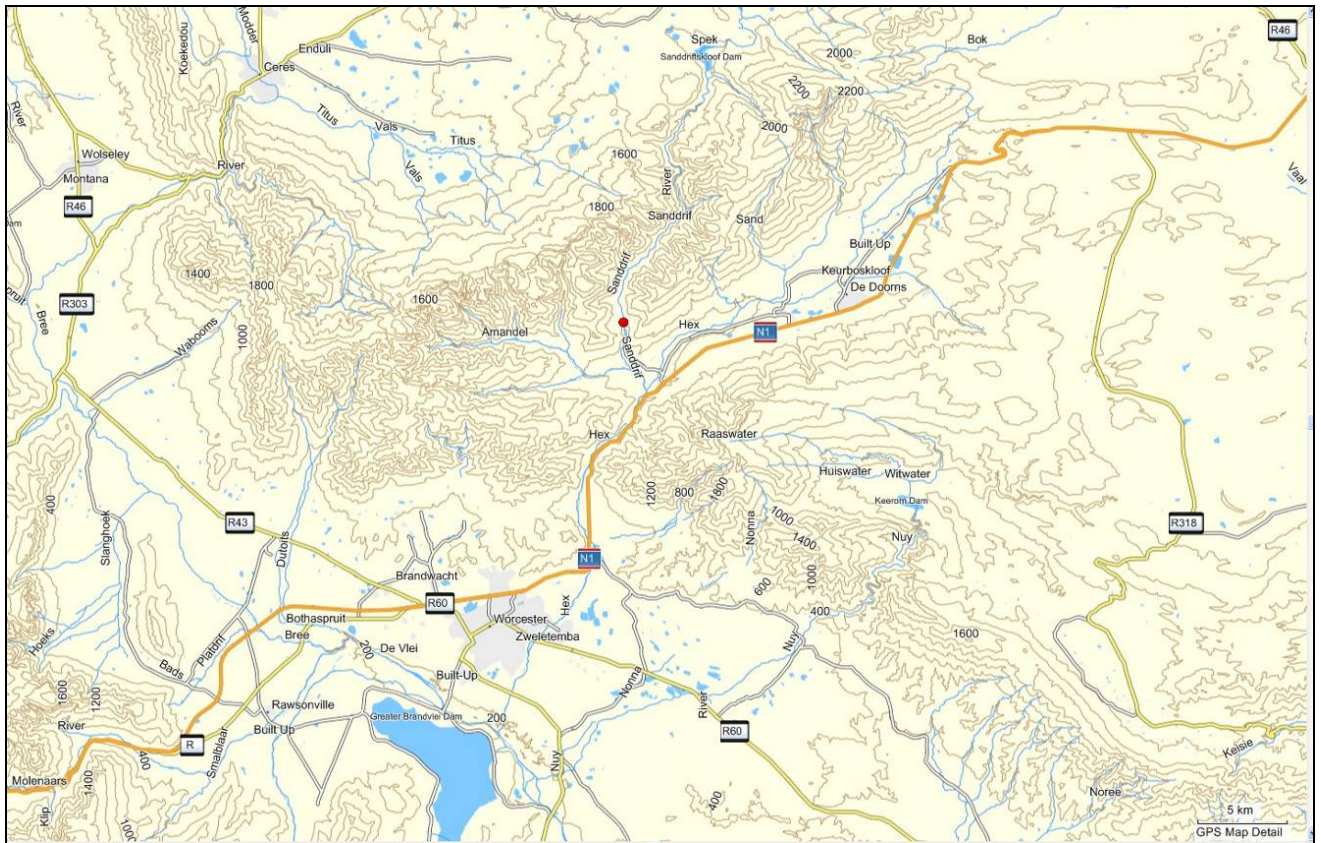 Spek
Bok
R46
Modder
Koekedou
Enduli
Sanddriftskloof Dam
2000
Ceres
2200
2200
River
Titus
Vals
Titus
2000
Wolseley
River
1600
Vals
River
Montana
Vaal
R46
1800
Sanddrif
Sand
Built Up
1400
1800
Sanddrif
Keurboskloof
De Doorns
R303
1600
Bree
Wabooms
1000
Amandel
Hex
N1
Sanddrif
Hex
Raaswater
Huiswater
Witwater
400
1200
800
1800
Keerom Dam
Slanghoek
R43
1000
Nonna
1400
Nuy
R318
Dutoits
N1
Brandwacht
600
1000
R60
Hex
400
Bothaspruit
Worcester
Bree
Zweletemba
1600
Hoeks
Platdrif
200
De Vlei
Nuy
Bads
Built-Up
Nonna
1600
1200
Rawsonville
River
River
Greater Brandvlei Dam
200
Built Up
R60
R
400
Smalblaar
Nuy
Keisie
Molenaars
1400
Noree
Klip
1000
400
5 km
GPS Map Detail